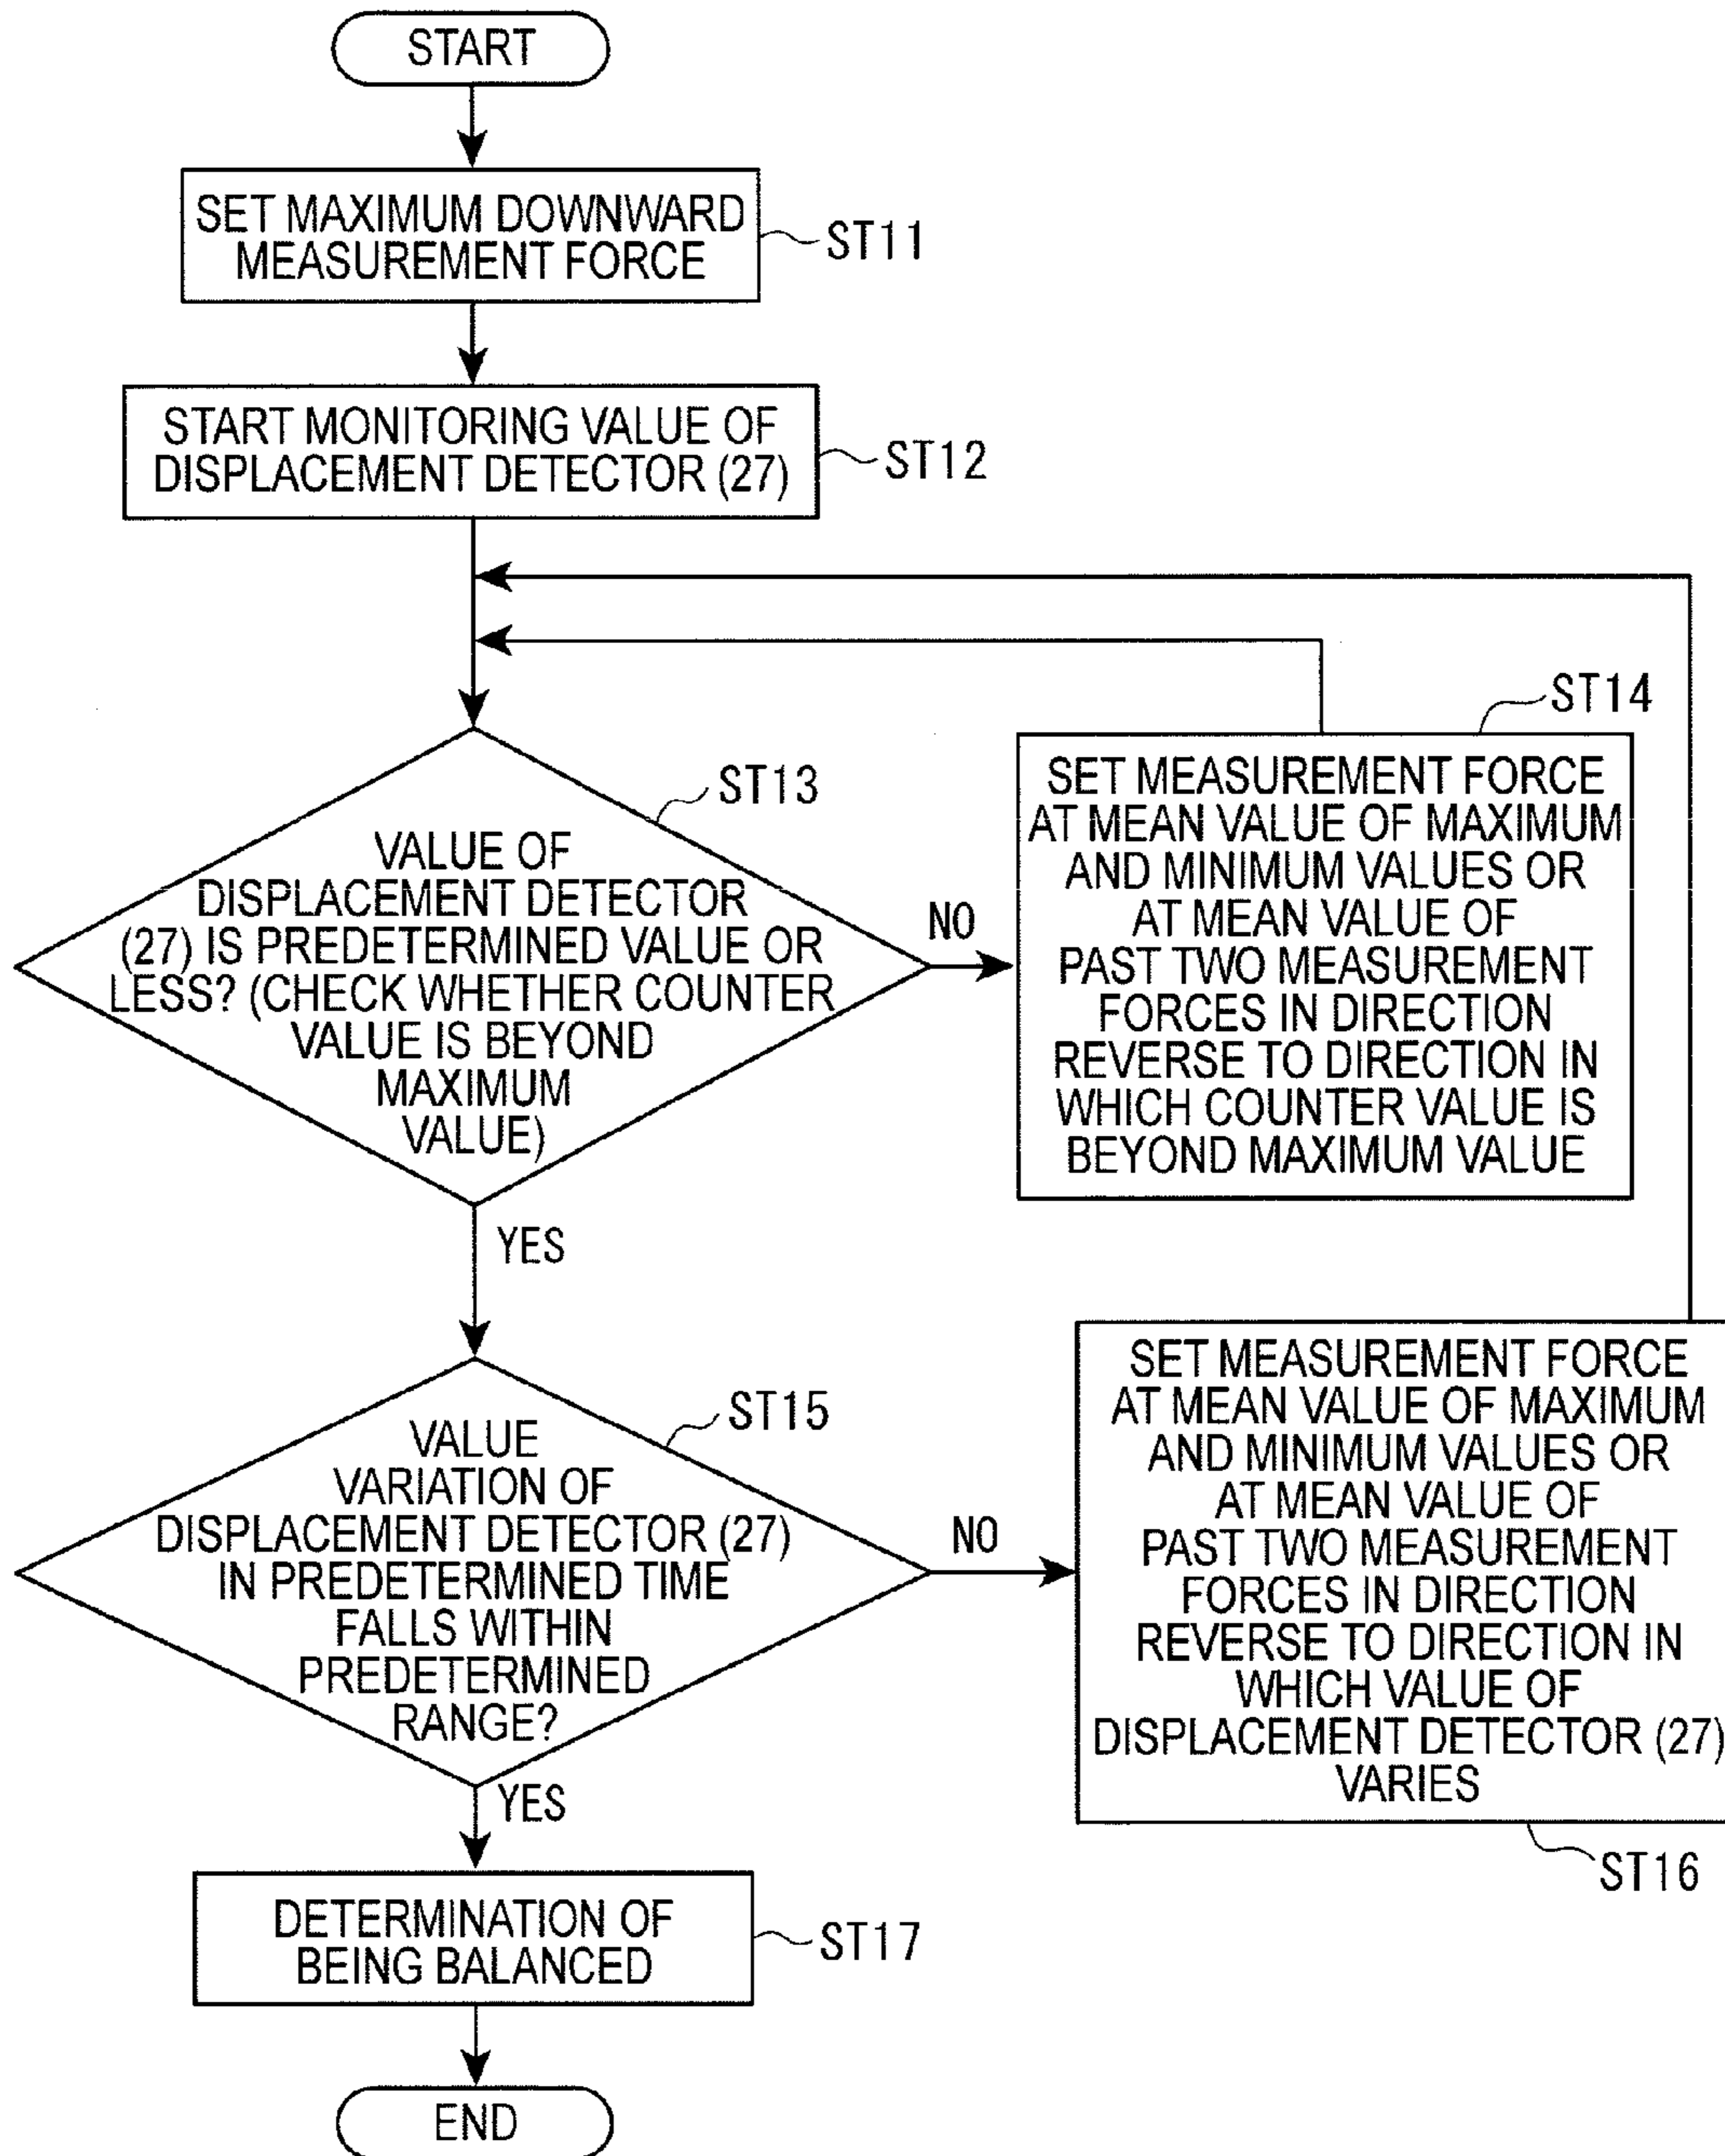 START
SET MAXIMUM DOWNWARD
MEASUREMENT FORCE
ST11
START MONITORING VALUE OF
DISPLACEMENT DETECTOR (27)
ST12
ST13
VALUE OF
DISPLACEMENT DETECTOR
(27) IS PREDETERMINED VALUE OR
LESS? (CHECK WHETHER COUNTER
VALUE IS BEYOND
MAXIMUM
VALUE)
NO
YES
ST14
SET MEASUREMENT FORCE
AT MEAN VALUE OF MAXIMUM
AND MINIMUM VALUES OR
AT MEAN VALUE OF
PAST TWO MEASUREMENT
FORCES IN DIRECTION
REVERSE TO DIRECTION IN
WHICH COUNTER VALUE IS
BEYOND MAXIMUM VALUE
ST15
VALUE
VARIATION OF
DISPLACEMENT DETECTOR (27)
IN PREDETERMINED TIME
FALLS WITHIN
PREDETERMINED
RANGE?
NO
YES
SET MEASUREMENT FORCE
AT MEAN VALUE OF MAXIMUM
AND MINIMUM VALUES OR
AT MEAN VALUE OF
PAST TWO MEASUREMENT
FORCES IN DIRECTION
REVERSE TO DIRECTION IN
WHICH VALUE OF
DISPLACEMENT DETECTOR (27)
VARIES
ST16
DETERMINATION OF
BEING BALANCED
ST17
END